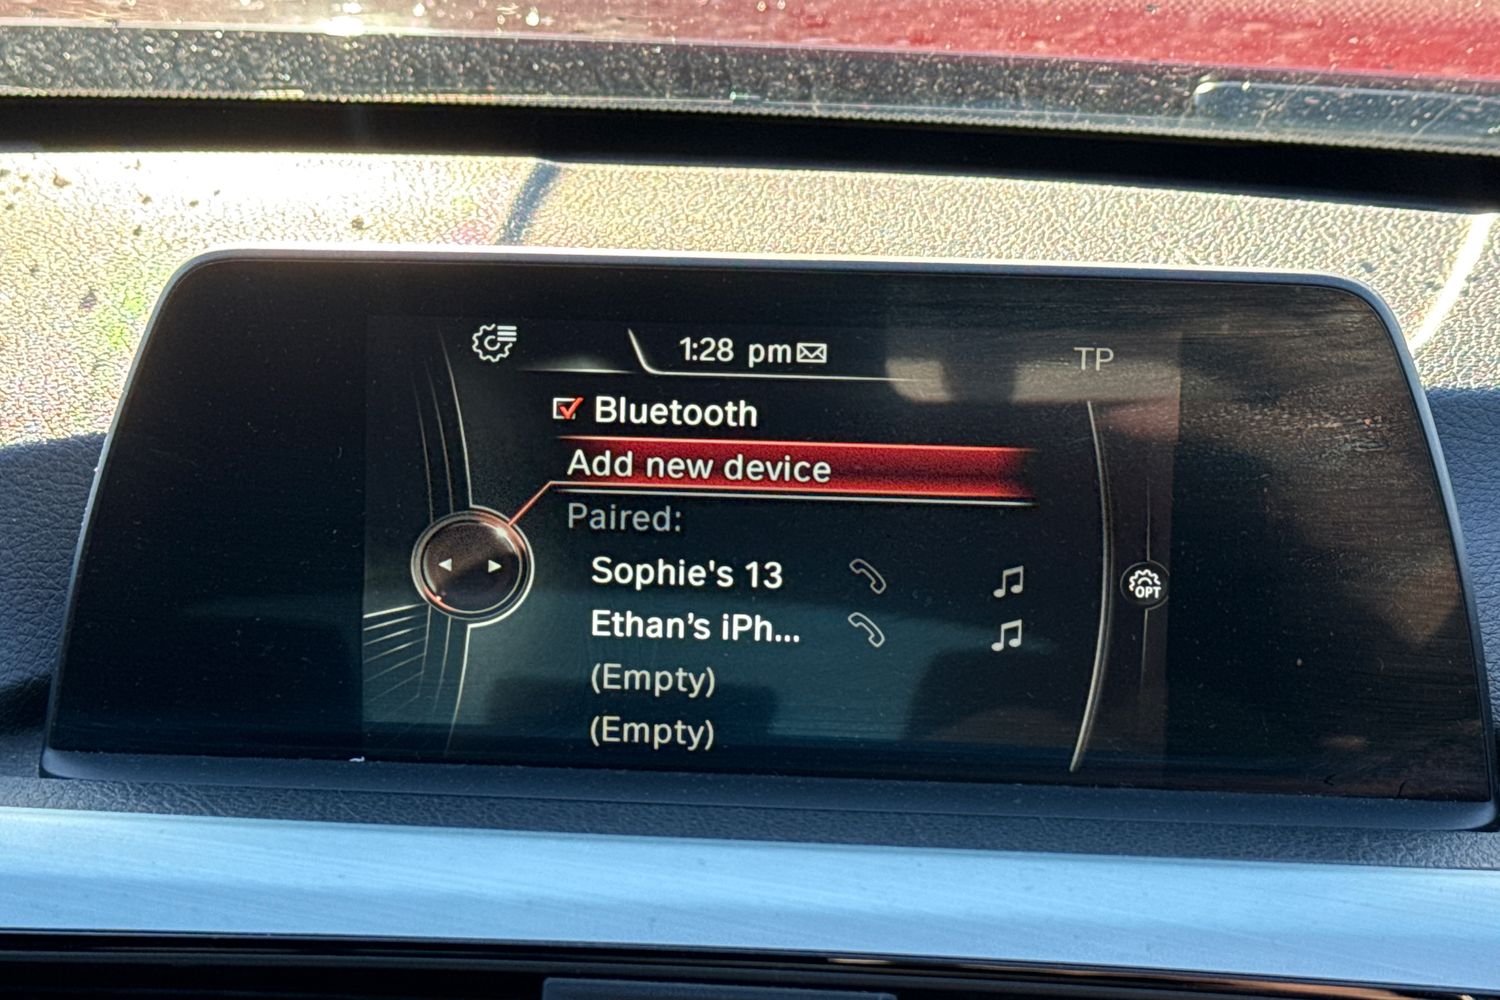 1:28 pm
TP
Bluetooth
Add new device
Paired:
Sophie's 13
Ethan's iPh...
(Empty)
(Empty)
OPT